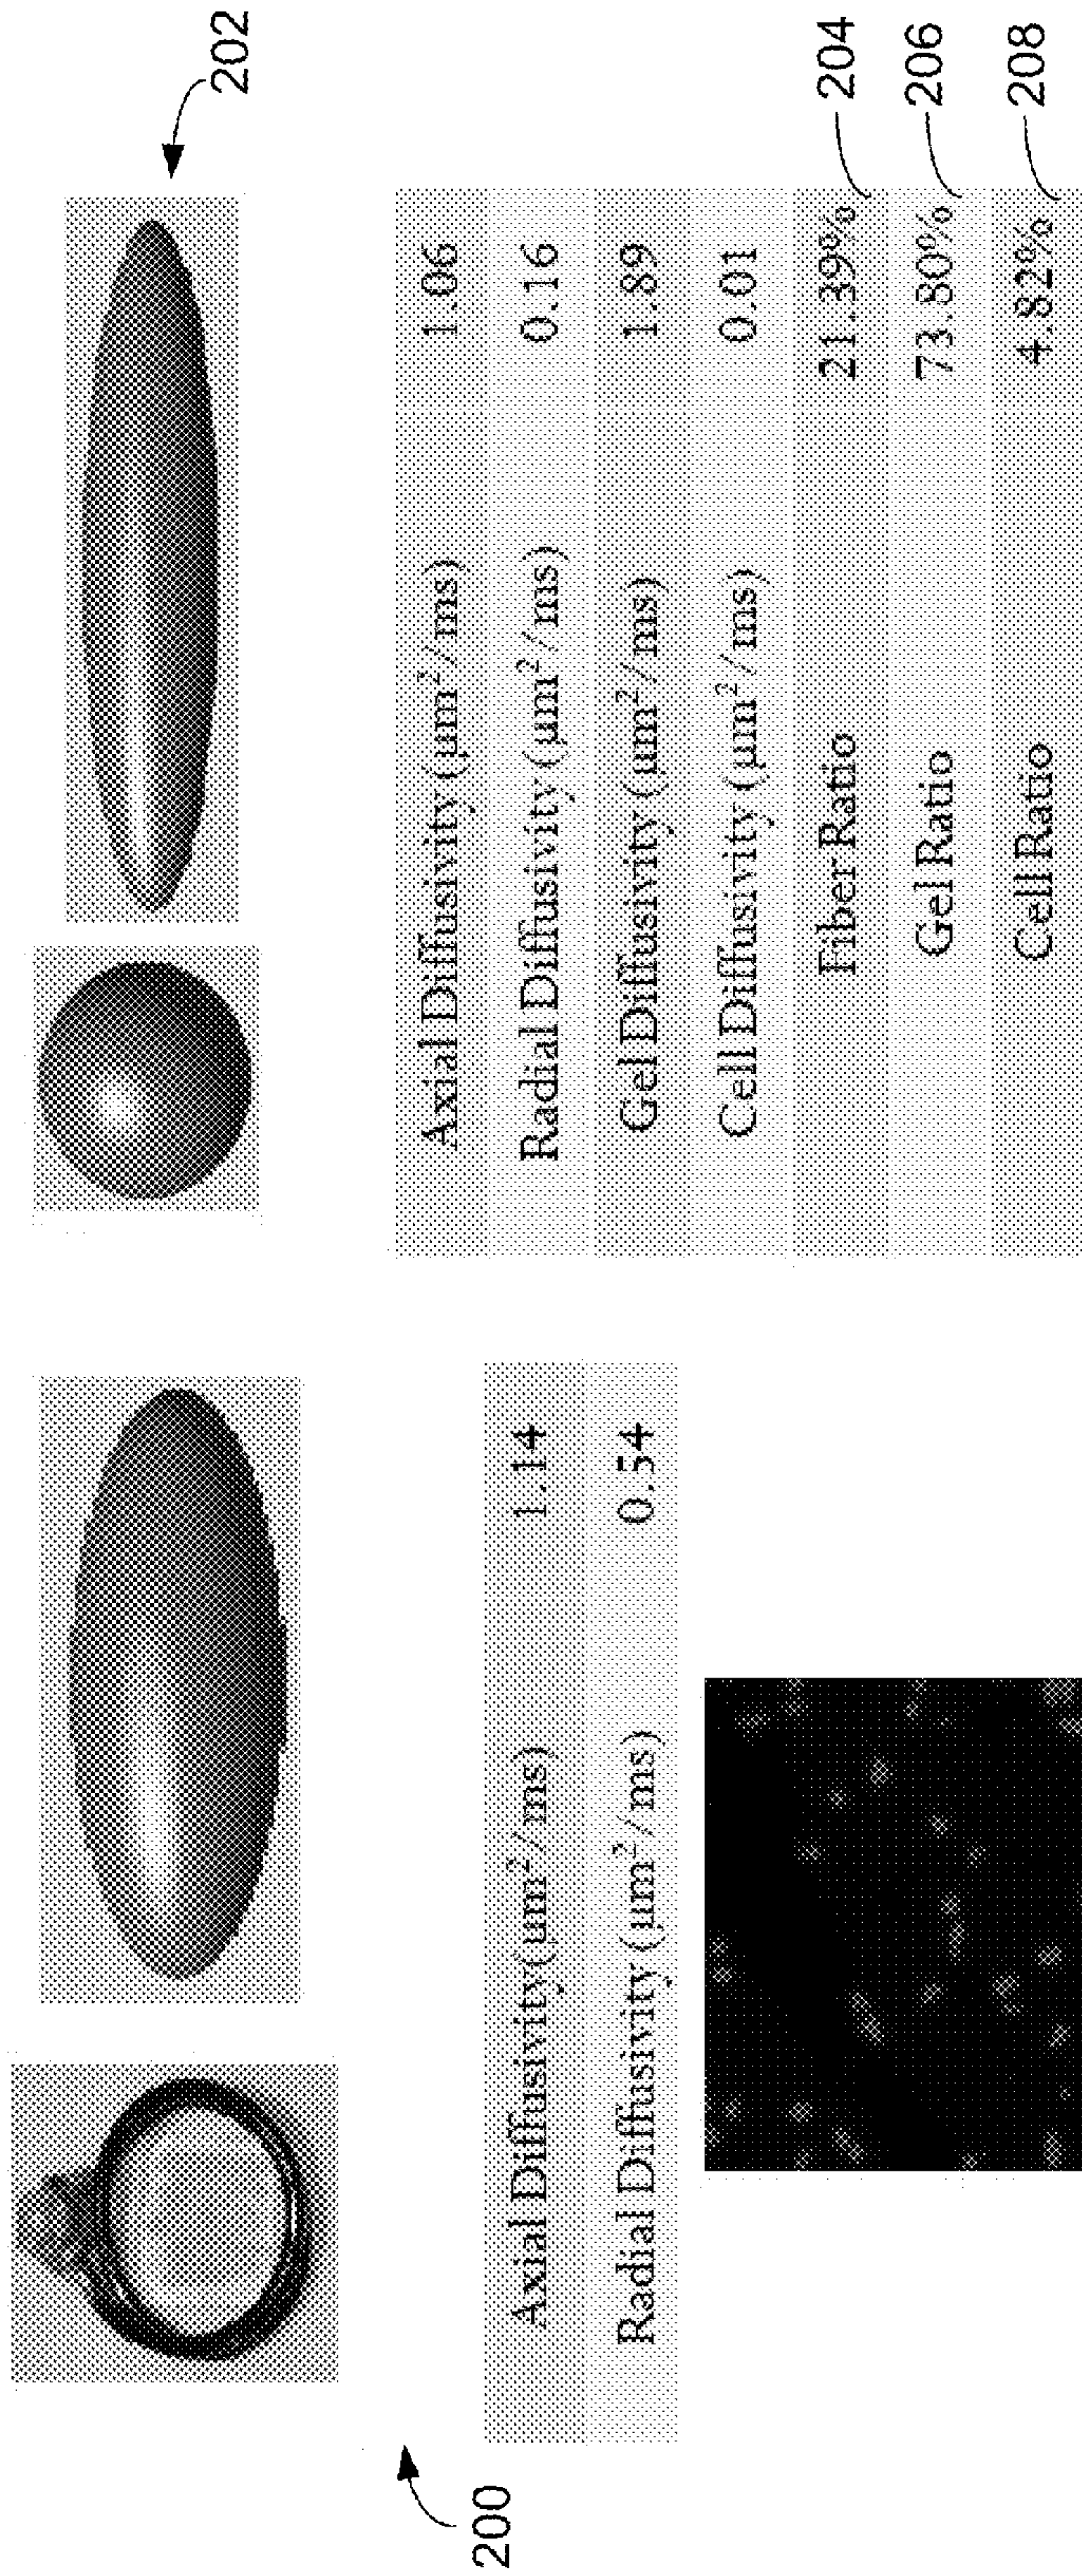 200
Axial Diffusivity (μm²/ms) 1.14
Radial Diffusivity (μm²/ms) 0.54
202
Axial Diffusivity (μm²/ms) 1.06
Radial Diffusivity (μm²/ms) 0.16
Gel Diffusivity (μm²/ms) 1.89
Cell Diffusivity (μm²/ms) 0.01
Fiber Ratio 21.39% 204
Gel Ratio 73.80% 206
Cell Ratio 4.82% 208